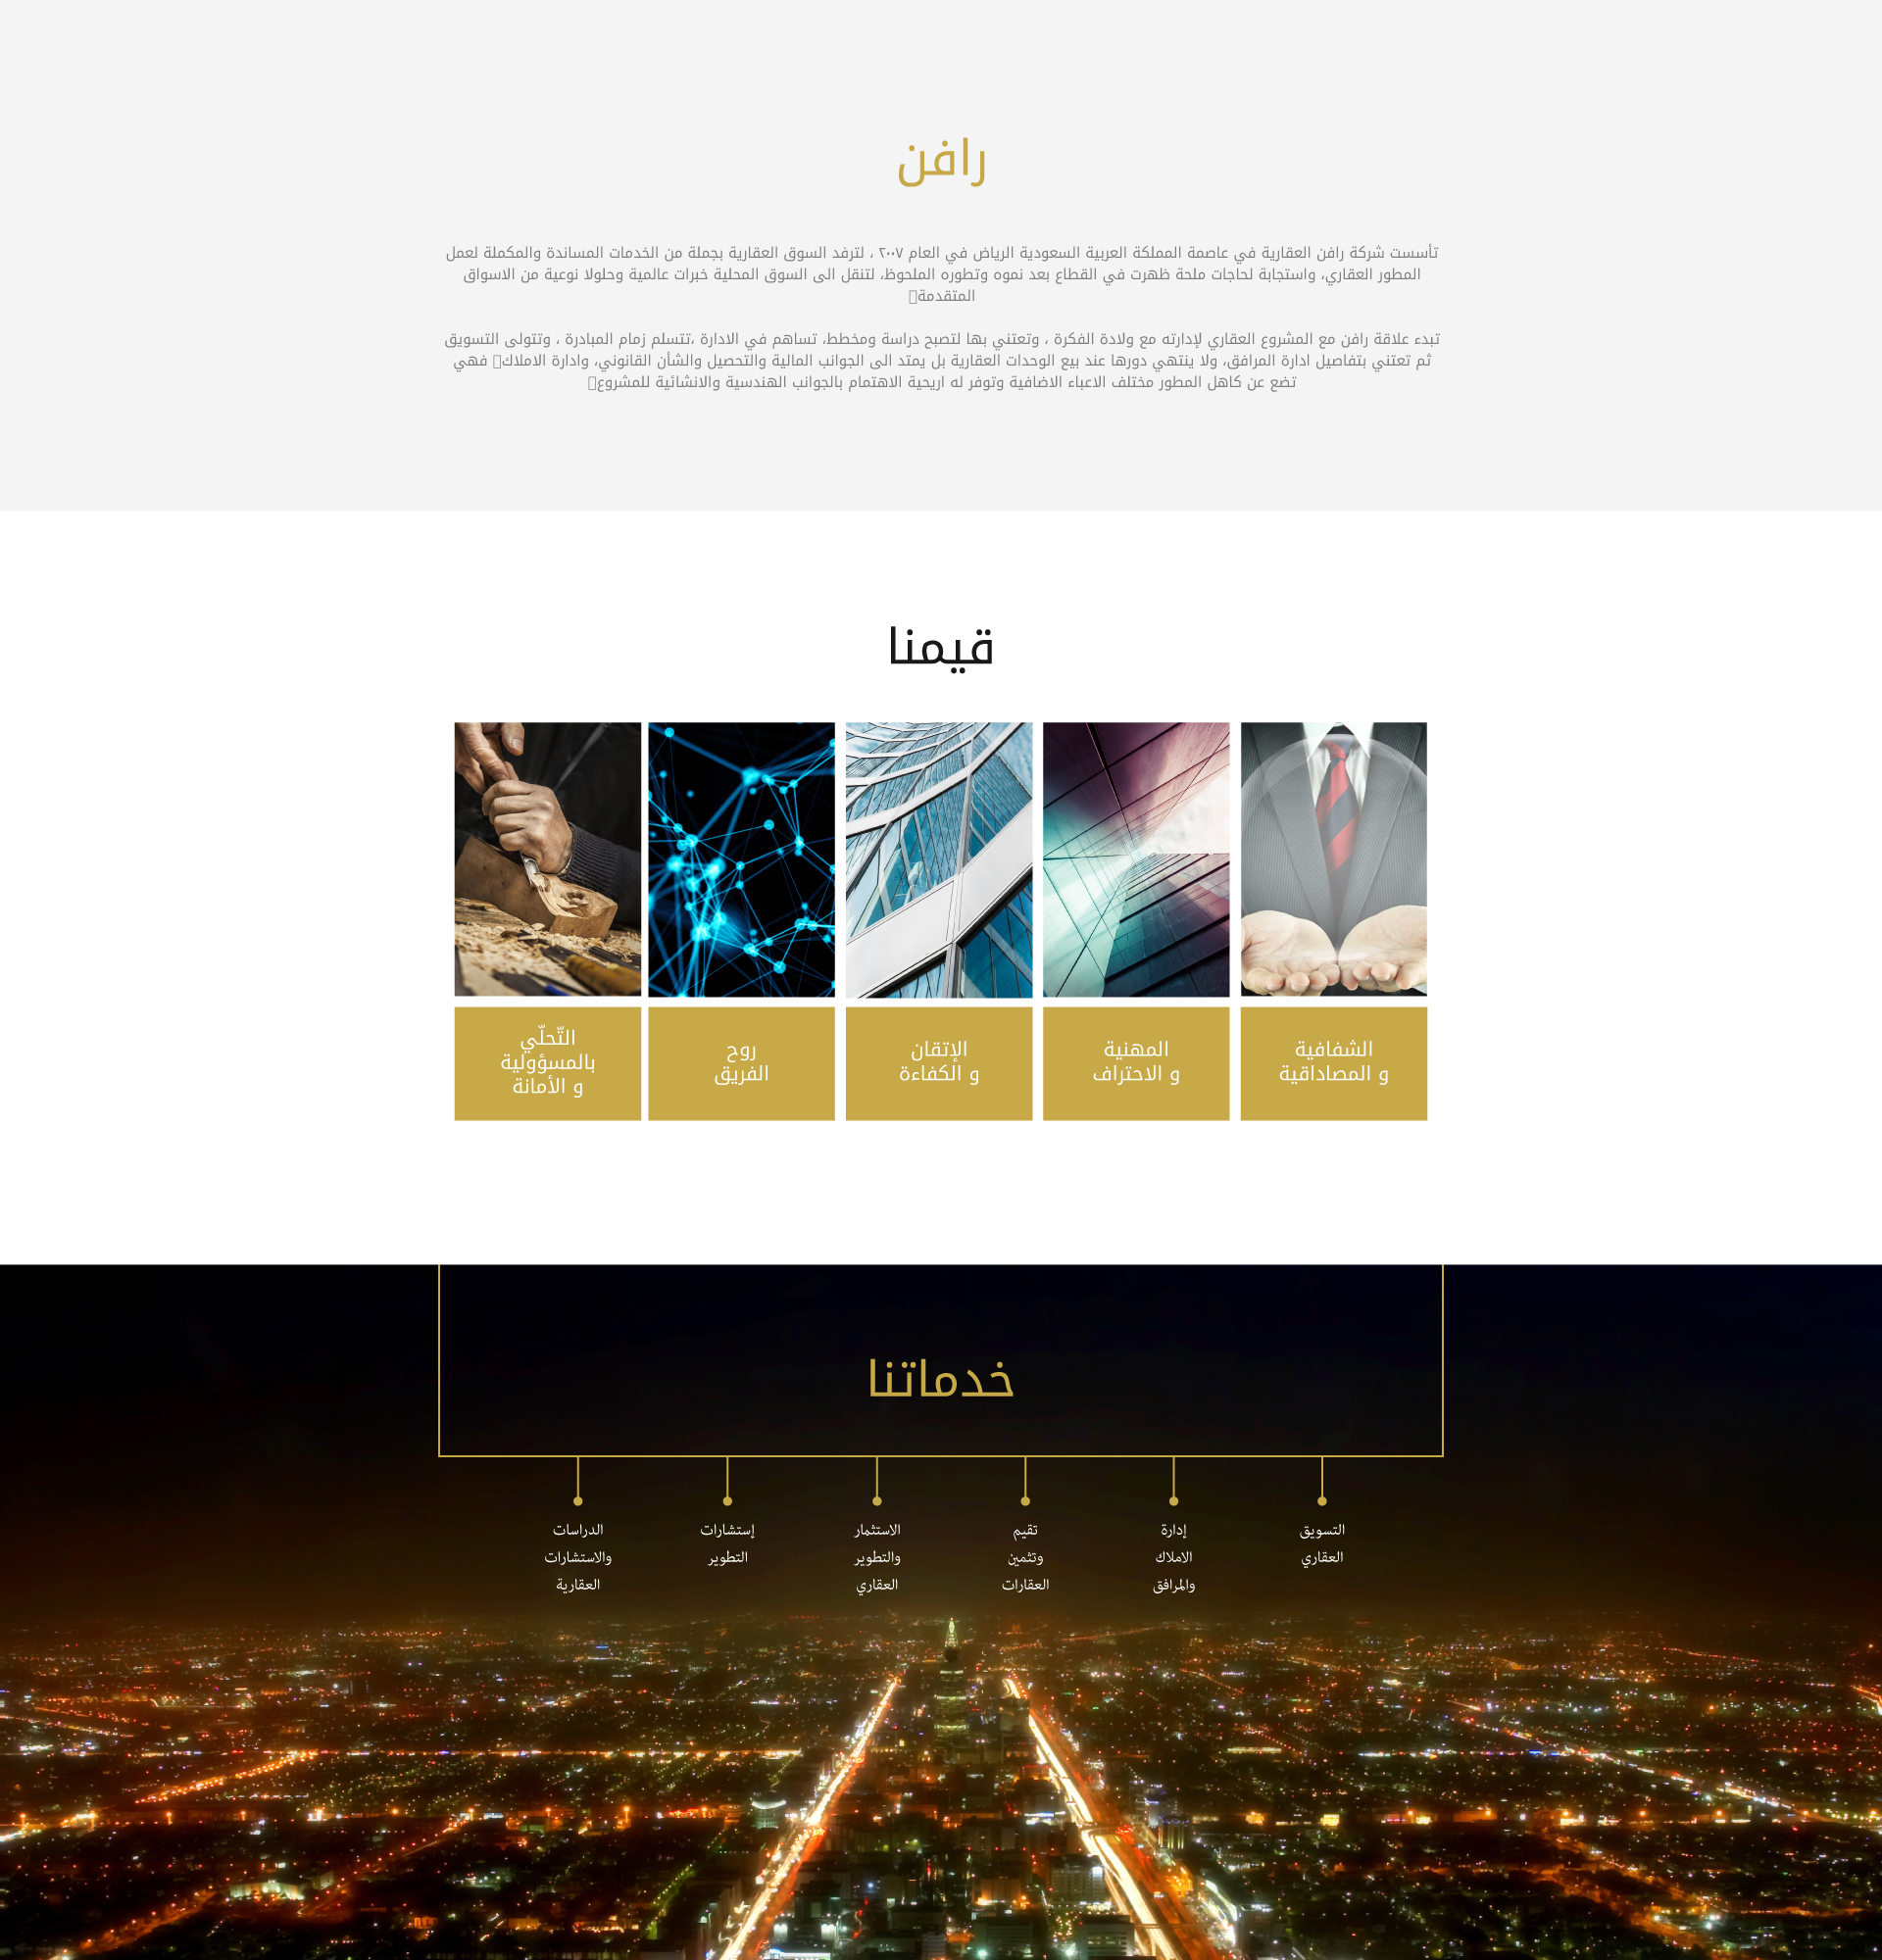 رافن
تأسست شركة رافن العقارية في عاصمة المملكة العربية السعودية الرياض في العام ٢٠٠٧ ، لترفد السوق العقارية بجملة من الخدمات المساندة والمكملة لعمل
المطور العقاري، واستجابة لحاجات ملحة ظهرت في القطاع بعد نموه وتطوره الملحوظ، لتنقل الى السوق المحلية خبرات عالمية وحلولا نوعية من الاسواق
المتقدمة
تبدء علاقة رافن مع المشروع العقاري لإدارته مع ولادة الفكرة ، وتعتني بها لتصبح دراسة ومخطط، تساهم في الادارة ،تتسلم زمام المبادرة ، وتتولى التسويق
ثم تعتني بتفاصيل ادارة المرافق، ولا ينتهي دورها عند بيع الوحدات العقارية بل يمتد الى الجوانب المالية والتحصيل والشأن القانوني، وادارة الاملاك فهي
تضع عن كاهل المطور مختلف الاعباء الاضافية وتوفر له اريحية الاهتمام بالجوانب الهندسية والانشائية للمشروع
قيمنا
الشفافية
و المصاداقية
المهنية
و الاحتراف
الإتقان
و الكفاءة
روح
الفريق
التّحلّي
بالمسؤولية
و الأمانة
خدماتنا
التسويق
العقاري
إدارة
الاملاك
والمرافق
تقيم
وتثمين
العقارات
الاستثمار
والتطوير
العقاري
إستشارات
التطوير
الدراسات
والاستشارات
العقارية